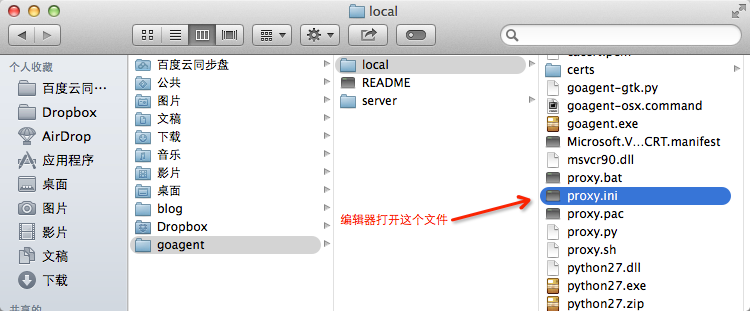 local
个人收藏
百度云同⋯
Dropbox
AirDrop
应用程序
桌面
图片
影片
文稿
下载
百度云同步盘
公共
图片
文稿
下载
音乐
影片
桌面
blog
Dropbox
goagent
local
README
server
编辑器打开这个文件
certs
goagent-gtk.py
goagent-osx.command
goagent.exe
Microsoft.V...CRT.manifest
msvcr90.dll
proxy.bat
proxy.ini
proxy.pac
proxy.py
proxy.sh
python27.dll
python27.exe
python27.zip